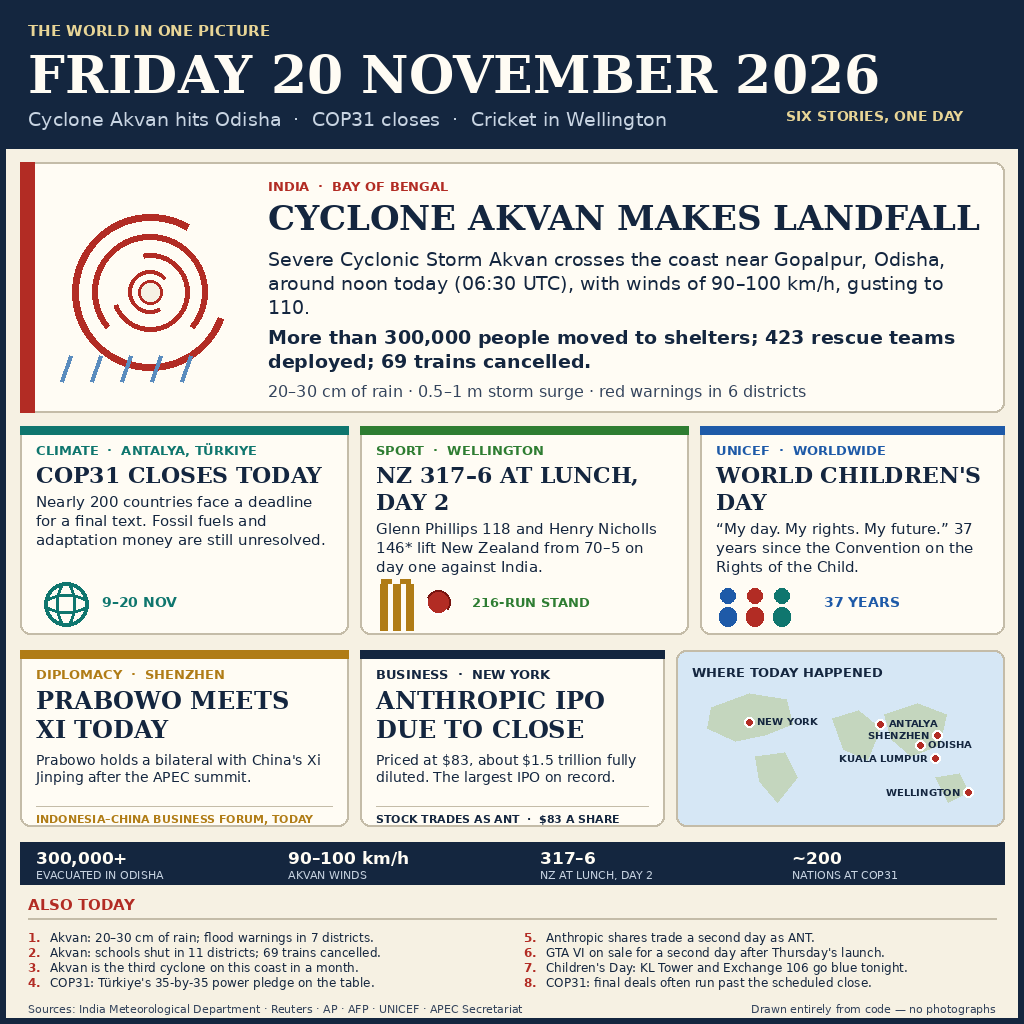 THE WORLD IN ONE PICTURE
FRIDAY 20 NOVEMBER 2026
Cyclone Akvan hits Odisha · COP31 closes · Cricket in Wellington
SIX STORIES, ONE DAY
INDIA · BAY OF BENGAL
CYCLONE AKVAN MAKES LANDFALL
Severe Cyclonic Storm Akvan crosses the coast near Gopalpur, Odisha,
around noon today (06:30 UTC), with winds of 90–100 km/h, gusting to
110.
More than 300,000 people moved to shelters; 423 rescue teams
deployed; 69 trains cancelled.
20–30 cm of rain · 0.5–1 m storm surge · red warnings in 6 districts
CLIMATE · ANTALYA, TÜRKIYE
COP31 CLOSES TODAY
Nearly 200 countries face a deadline
for a final text. Fossil fuels and
adaptation money are still unresolved.
9–20 NOV
SPORT · WELLINGTON
NZ 317–6 AT LUNCH,
DAY 2
Glenn Phillips 118 and Henry Nicholls
146* lift New Zealand from 70–5 on
day one against India.
216-RUN STAND
UNICEF · WORLDWIDE
WORLD CHILDREN'S
DAY
“My day. My rights. My future.” 37
years since the Convention on the
Rights of the Child.
37 YEARS
DIPLOMACY · SHENZHEN
PRABOWO MEETS
XI TODAY
Prabowo holds a bilateral with China's Xi
Jinping after the APEC summit.
INDONESIA–CHINA BUSINESS FORUM, TODAY
BUSINESS · NEW YORK
ANTHROPIC IPO
DUE TO CLOSE
Priced at $83, about $1.5 trillion fully
diluted. The largest IPO on record.
STOCK TRADES AS ANT · $83 A SHARE
WHERE TODAY HAPPENED
NEW YORK
ANTALYA
SHENZHEN
ODISHA
KUALA LUMPUR
WELLINGTON
300,000+
EVACUATED IN ODISHA
90–100 km/h
AKVAN WINDS
317–6
NZ AT LUNCH, DAY 2
~200
NATIONS AT COP31
ALSO TODAY
1. Akvan: 20–30 cm of rain; flood warnings in 7 districts.
2. Akvan: schools shut in 11 districts; 69 trains cancelled.
3. Akvan is the third cyclone on this coast in a month.
4. COP31: Türkiye's 35-by-35 power pledge on the table.
5. Anthropic shares trade a second day as ANT.
6. GTA VI on sale for a second day after Thursday's launch.
7. Children's Day: KL Tower and Exchange 106 go blue tonight.
8. COP31: final deals often run past the scheduled close.
Sources: India Meteorological Department · Reuters · AP · AFP · UNICEF · APEC Secretariat
Drawn entirely from code — no photographs